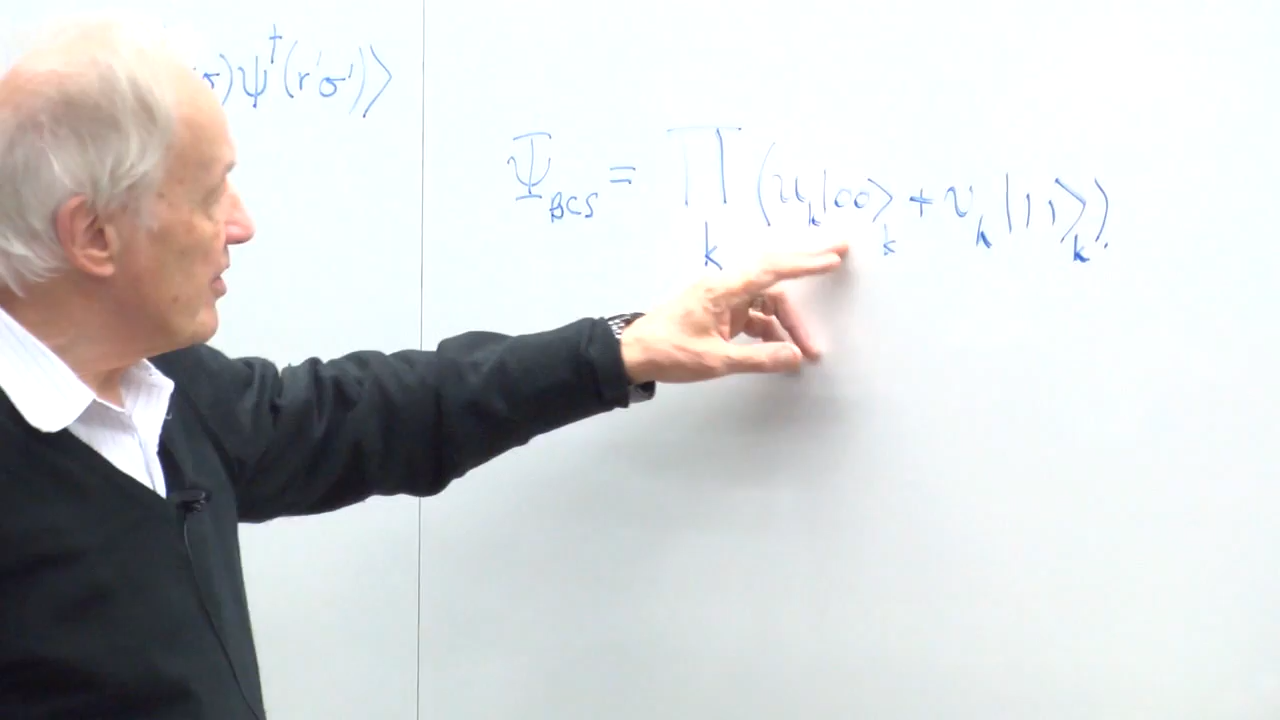 σ)ψ†(r'σ')⟩
Ψ_BCS = ∏_k (u_k|00⟩_k + v_k|11⟩_k).